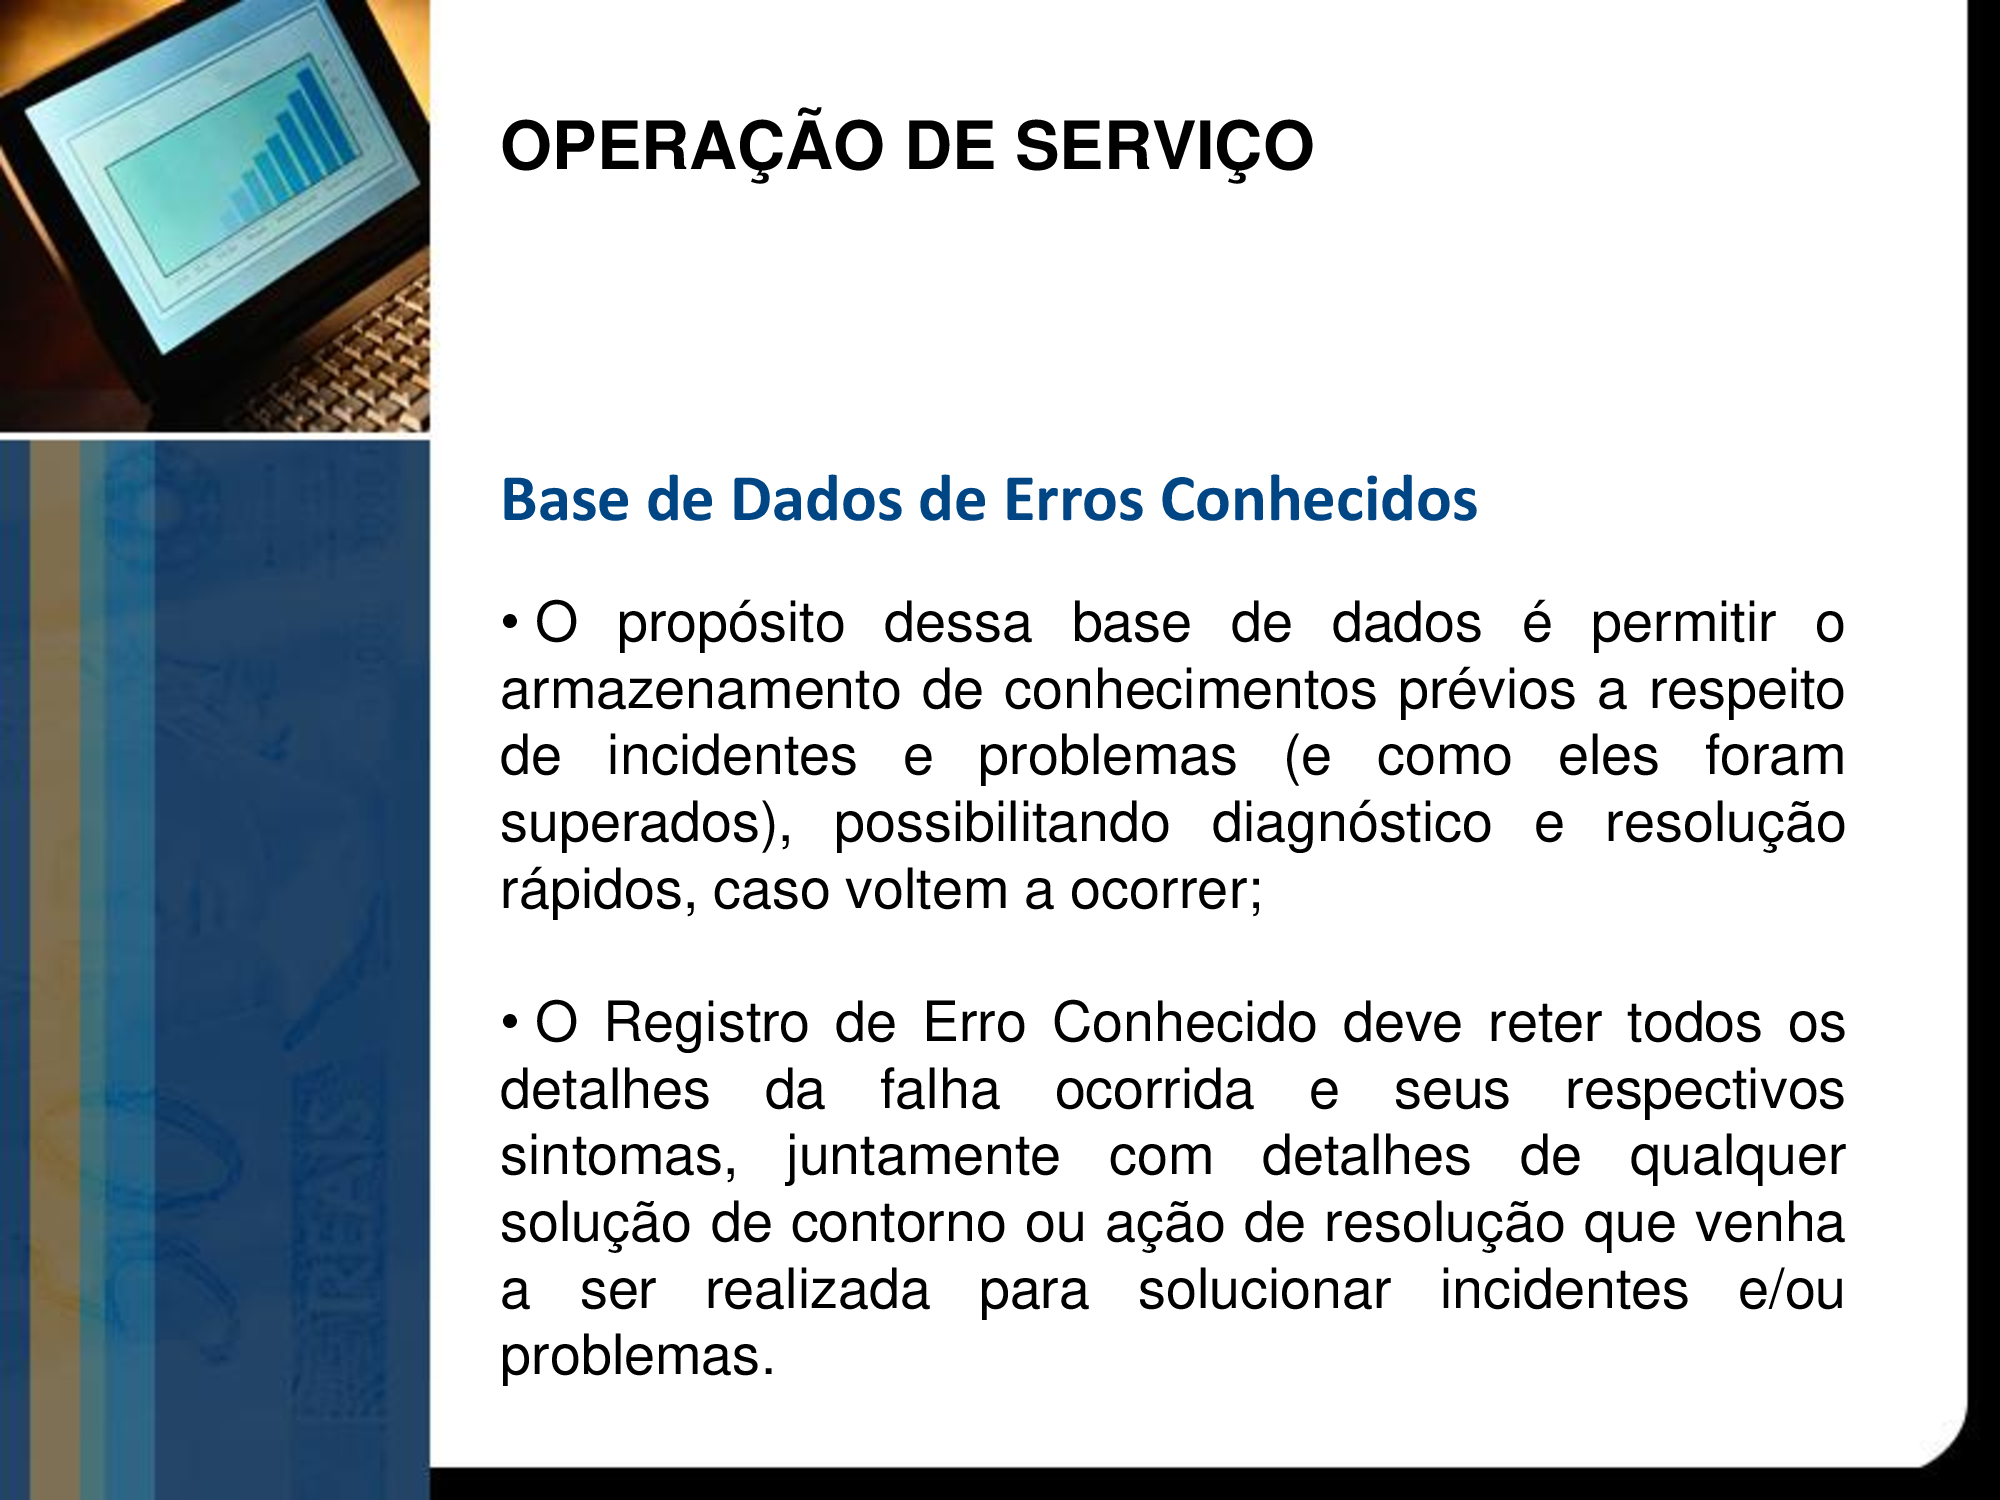 OPERAÇÃO DE SERVIÇO
Base de Dados de Erros Conhecidos
• O propósito dessa base de dados é permitir o
armazenamento de conhecimentos prévios a respeito
de incidentes e problemas (e como eles foram
superados), possibilitando diagnóstico e resolução
rápidos, caso voltem a ocorrer;
• O Registro de Erro Conhecido deve reter todos os
detalhes da falha ocorrida e seus respectivos
sintomas, juntamente com detalhes de qualquer
solução de contorno ou ação de resolução que venha
a ser realizada para solucionar incidentes e/ou
problemas.
REAIS